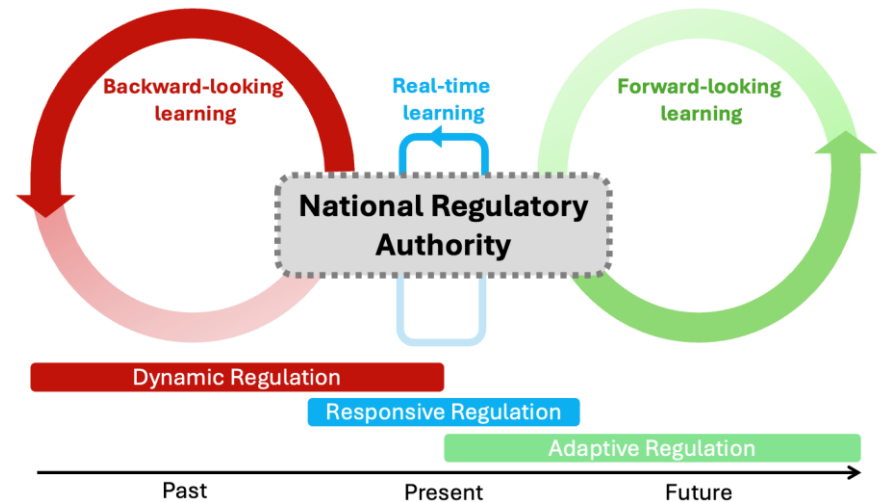 Backward-looking
learning
Real-time
learning
Forward-looking
learning
National Regulatory
Authority
Dynamic Regulation
Responsive Regulation
Adaptive Regulation
Past
Present
Future